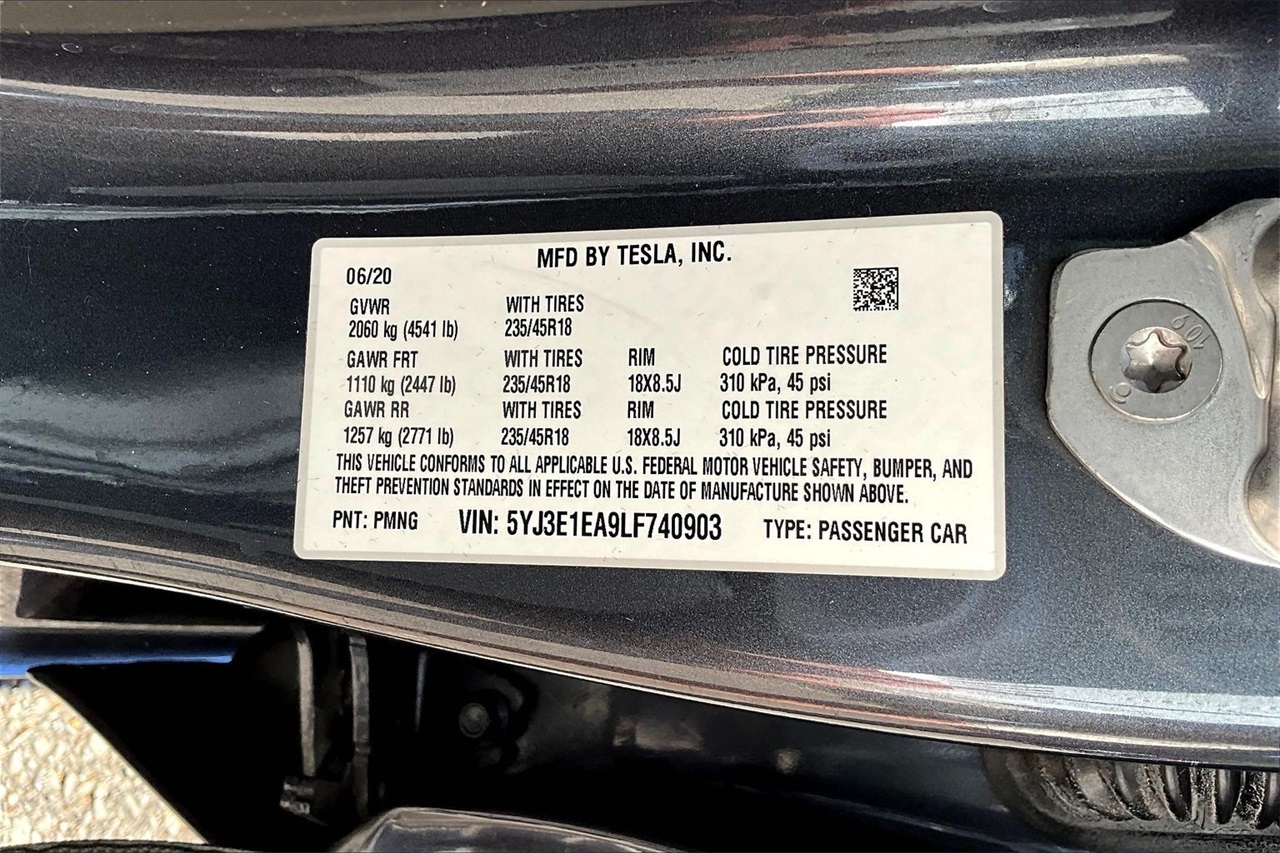 MFD BY TESLA, INC.
06/20
GVWR WITH TIRES
2060 kg (4541 lb) 235/45R18
GAWR FRT WITH TIRES RIM COLD TIRE PRESSURE
1110 kg (2447 lb) 235/45R18 18X8.5J 310 kPa, 45 psi
GAWR RR WITH TIRES RIM COLD TIRE PRESSURE
1257 kg (2771 lb) 235/45R18 18X8.5J 310 kPa, 45 psi
THIS VEHICLE CONFORMS TO ALL APPLICABLE U.S. FEDERAL MOTOR VEHICLE SAFETY, BUMPER, AND
THEFT PREVENTION STANDARDS IN EFFECT ON THE DATE OF MANUFACTURE SHOWN ABOVE.
PNT: PMNG VIN: 5YJ3E1EA9LF740903 TYPE: PASSENGER CAR